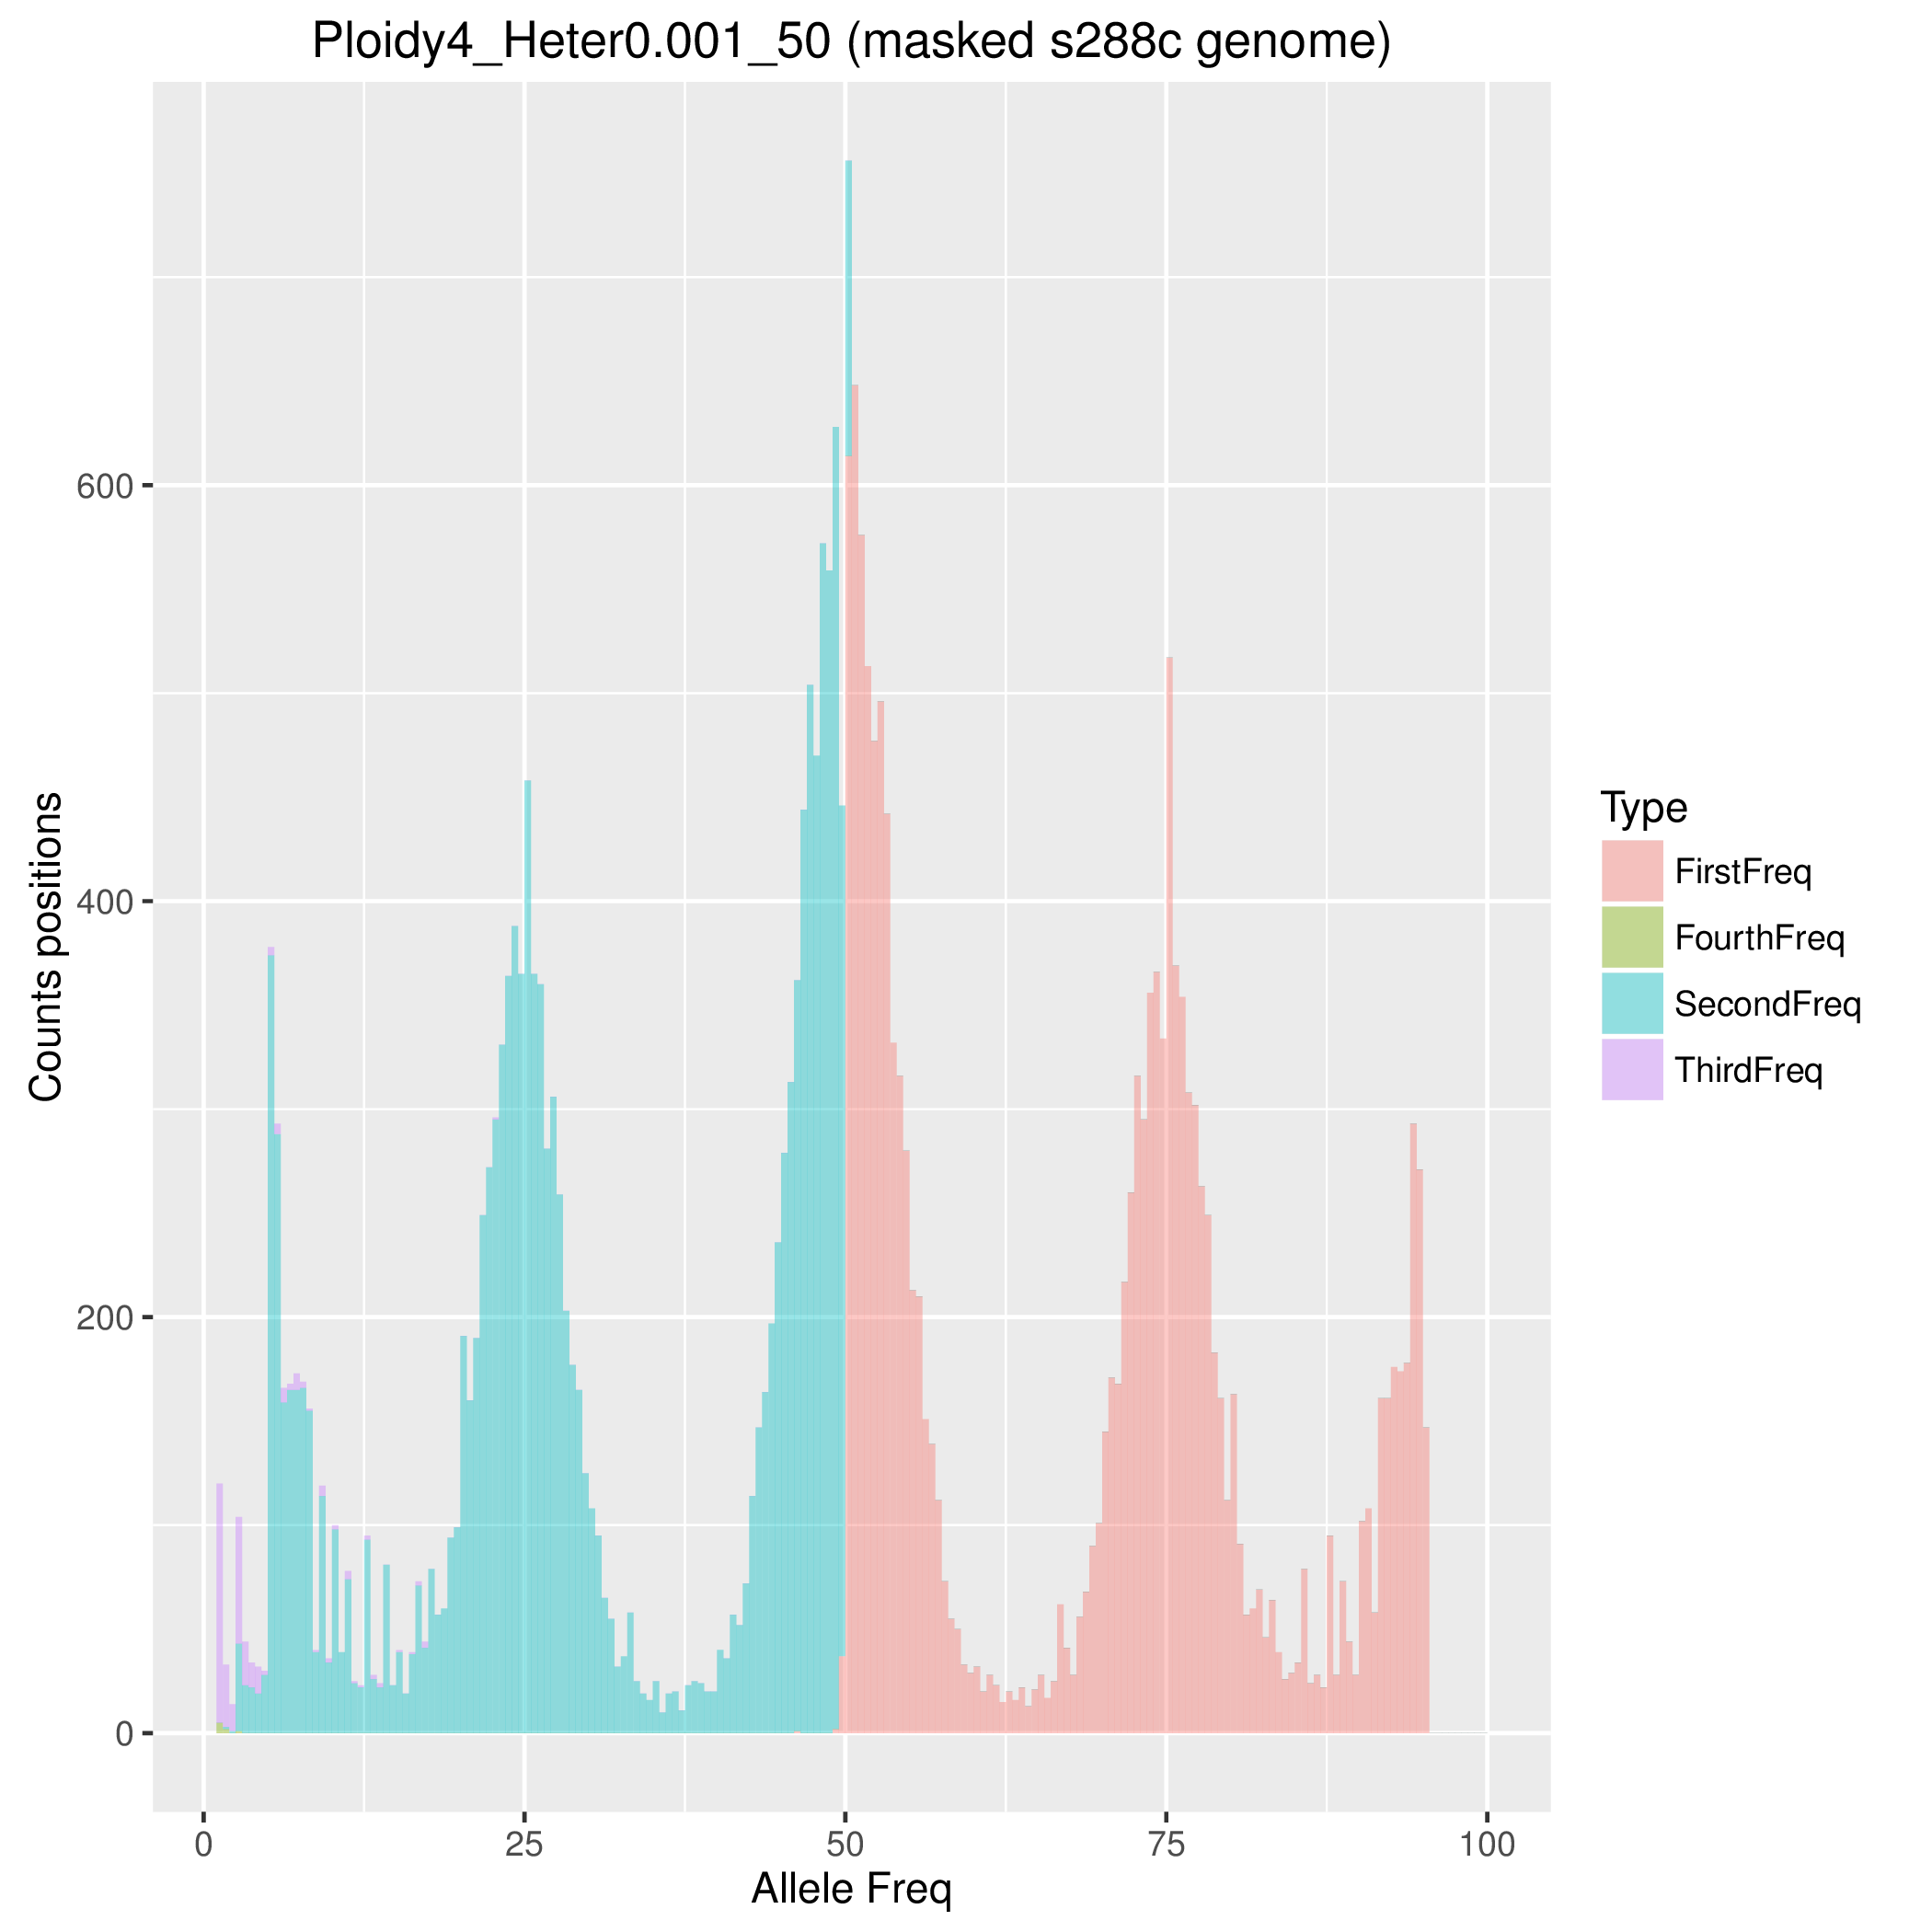 Ploidy4_Heter0.001_50 (masked s288c genome)
Counts positions
600
400
200
0
0 25 50 75 100
Allele Freq
Type
FirstFreq
FourthFreq
SecondFreq
ThirdFreq